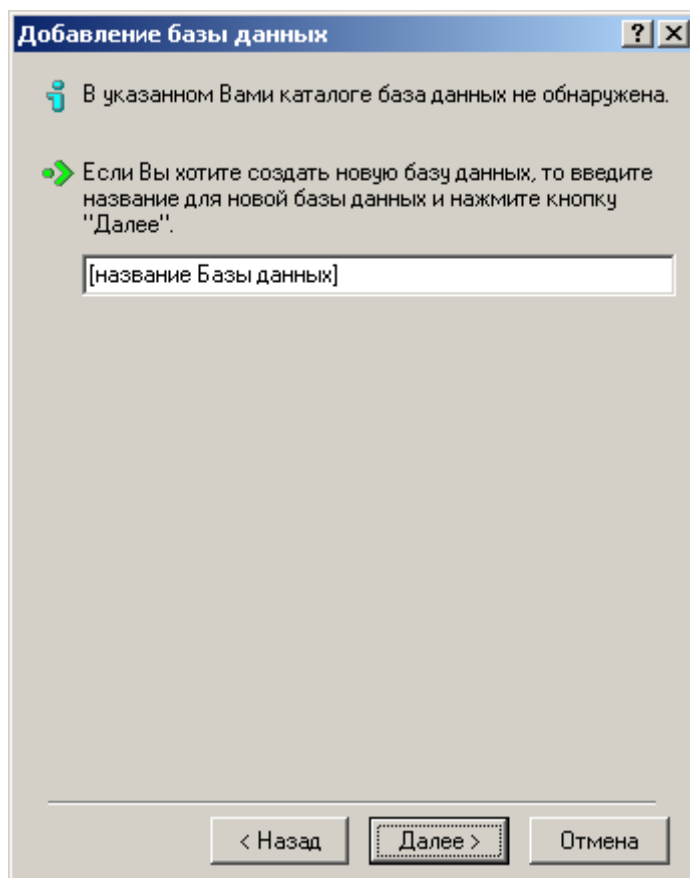 Добавление базы данных
В указанном Вами каталоге база данных не обнаружена.
Если Вы хотите создать новую базу данных, то введите
название для новой базы данных и нажмите кнопку
"Далее".
[название Базы данных]
< Назад
Далее >
Отмена